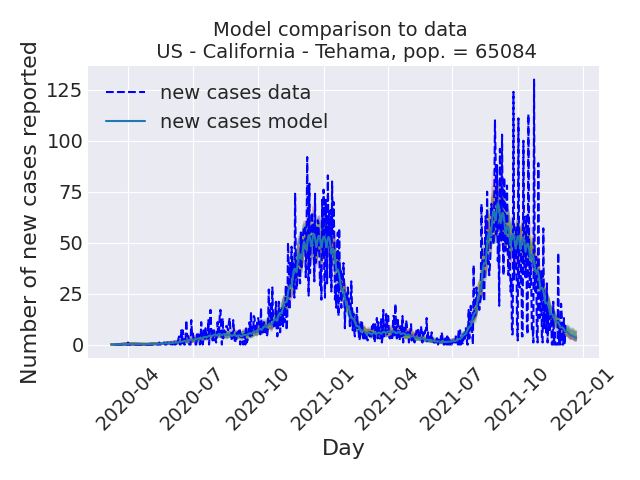 Model comparison to data
US - California - Tehama, pop. = 65084
Number of new cases reported
125
100
75
50
25
0
new cases data
new cases model
2020-04
2020-07
2020-10
2021-01
2021-04
2021-07
2021-10
2022-01
Day